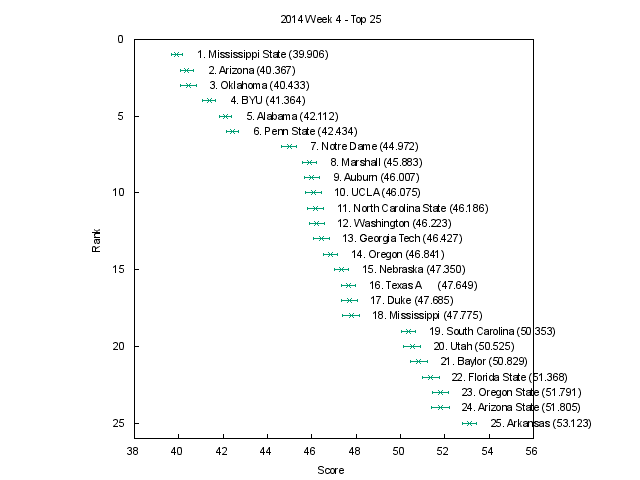 2014 Week 4 - Top 25
0
1. Mississippi State (39.906)
2. Arizona (40.367)
3. Oklahoma (40.433)
4. BYU (41.364)
5
5. Alabama (42.112)
6. Penn State (42.434)
7. Notre Dame (44.972)
8. Marshall (45.883)
9. Auburn (46.007)
10
10. UCLA (46.075)
11. North Carolina State (46.186)
12. Washington (46.223)
13. Georgia Tech (46.427)
Rank
14. Oregon (46.841)
15
15. Nebraska (47.350)
16. Texas A (47.649)
17. Duke (47.685)
18. Mississippi (47.775)
19. South Carolina (50.353)
20
20. Utah (50.525)
21. Baylor (50.829)
22. Florida State (51.368)
23. Oregon State (51.791)
24. Arizona State (51.805)
25
25. Arkansas (53.123)
38 40 42 44 46 48 50 52 54 56
Score